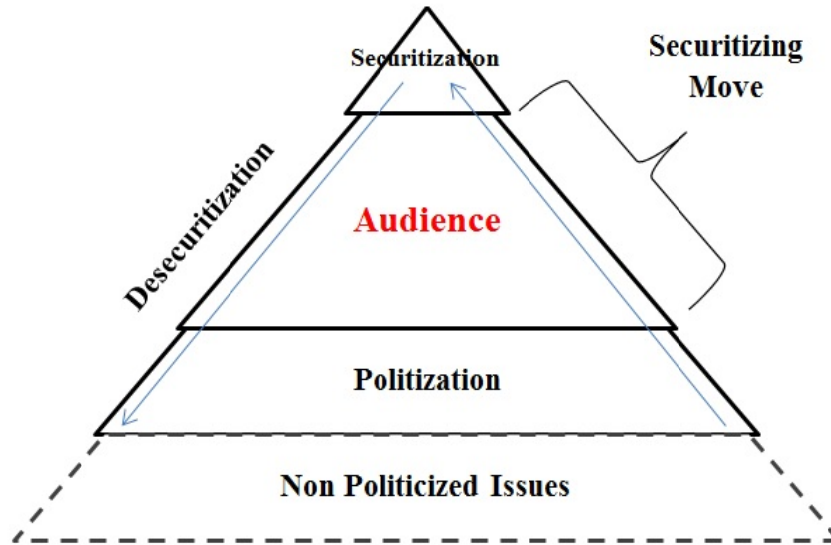 Securitization
Securitizing
Move
Desecuritization
Audience
Politization
Non Politicized Issues